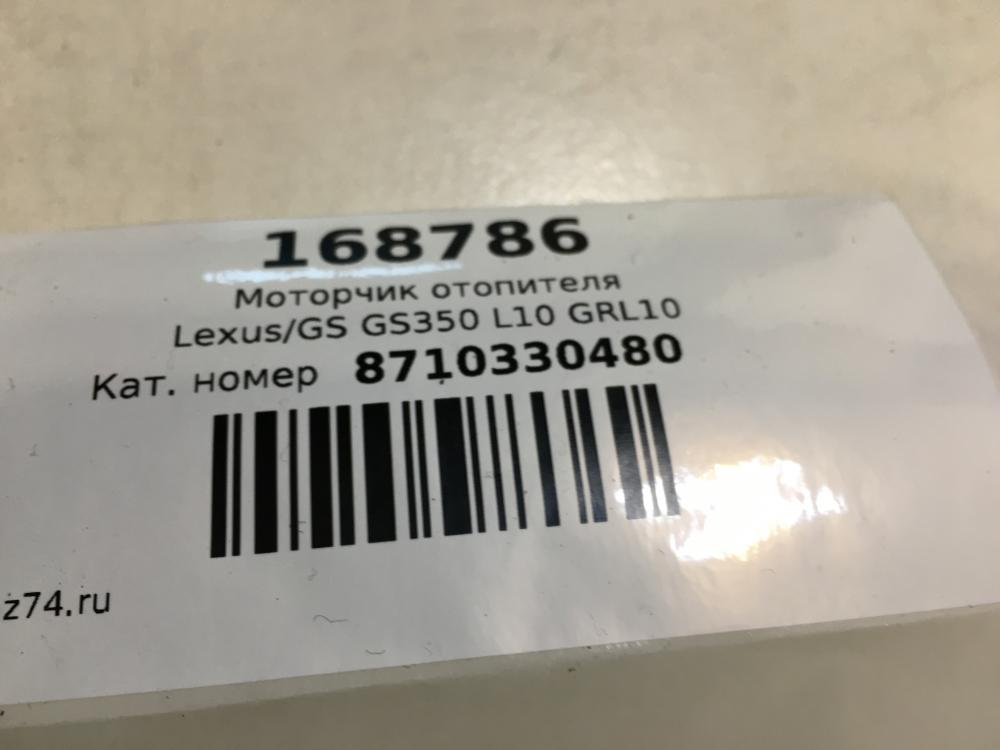 168786
Моторчик отопителя
Lexus/GS GS350 L10 GRL10
Кат. номер 8710330480
z74.ru